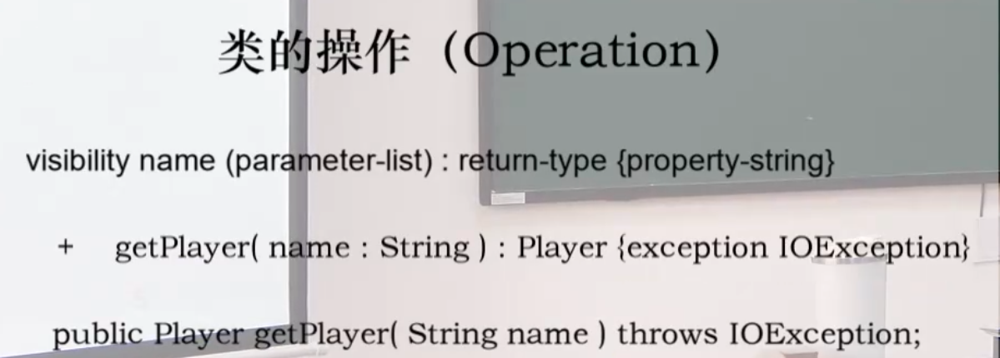 类的操作（Operation）
visibility name (parameter-list) : return-type {property-string}
+ getPlayer( name : String ) : Player {exception IOException}
public Player getPlayer( String name ) throws IOException;